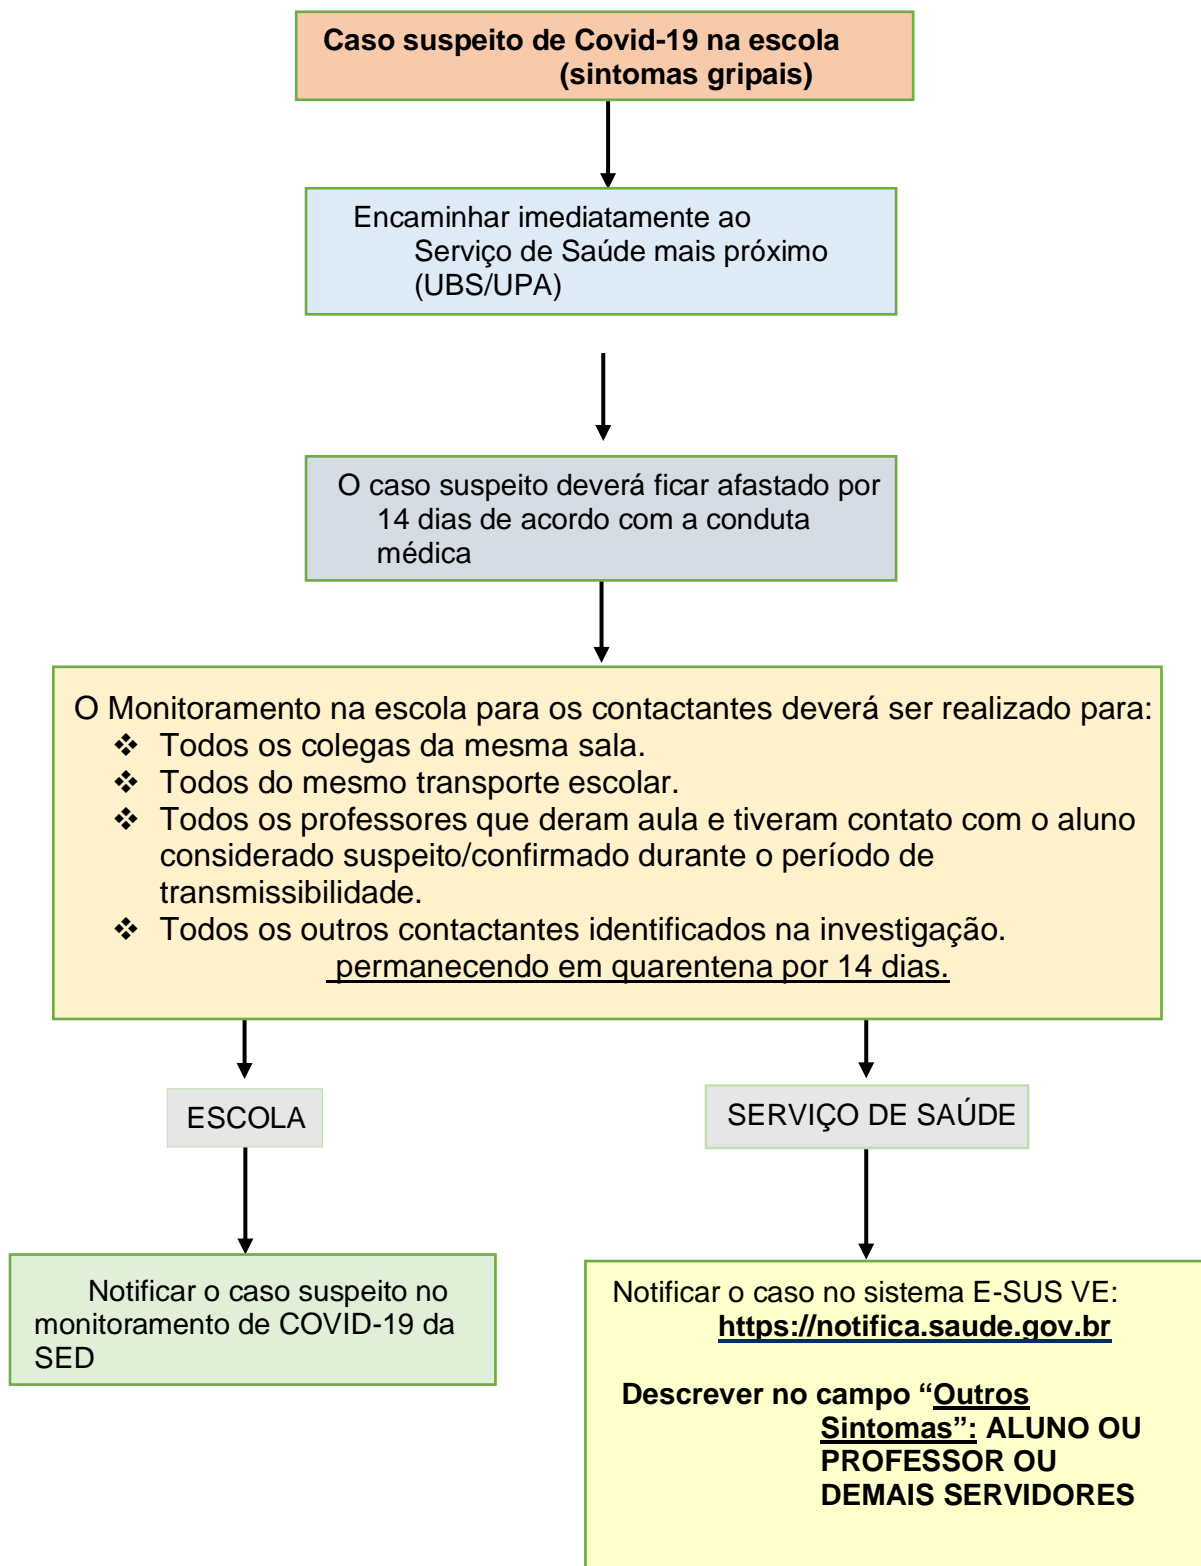 Caso suspeito de Covid-19 na escola
(sintomas gripais)
Encaminhar imediatamente ao
Serviço de Saúde mais próximo
(UBS/UPA)
O caso suspeito deverá ficar afastado por
14 dias de acordo com a conduta
médica
O Monitoramento na escola para os contactantes deverá ser realizado para:
❖ Todos os colegas da mesma sala.
❖ Todos do mesmo transporte escolar.
❖ Todos os professores que deram aula e tiveram contato com o aluno
considerado suspeito/confirmado durante o período de
transmissibilidade.
❖ Todos os outros contactantes identificados na investigação.
permanecendo em quarentena por 14 dias.
ESCOLA
Notificar o caso suspeito no
monitoramento de COVID-19 da
SED
SERVIÇO DE SAÚDE
Notificar o caso no sistema E-SUS VE:
https://notifica.saude.gov.br
Descrever no campo “Outros
Sintomas”: ALUNO OU
PROFESSOR OU
DEMAIS SERVIDORES